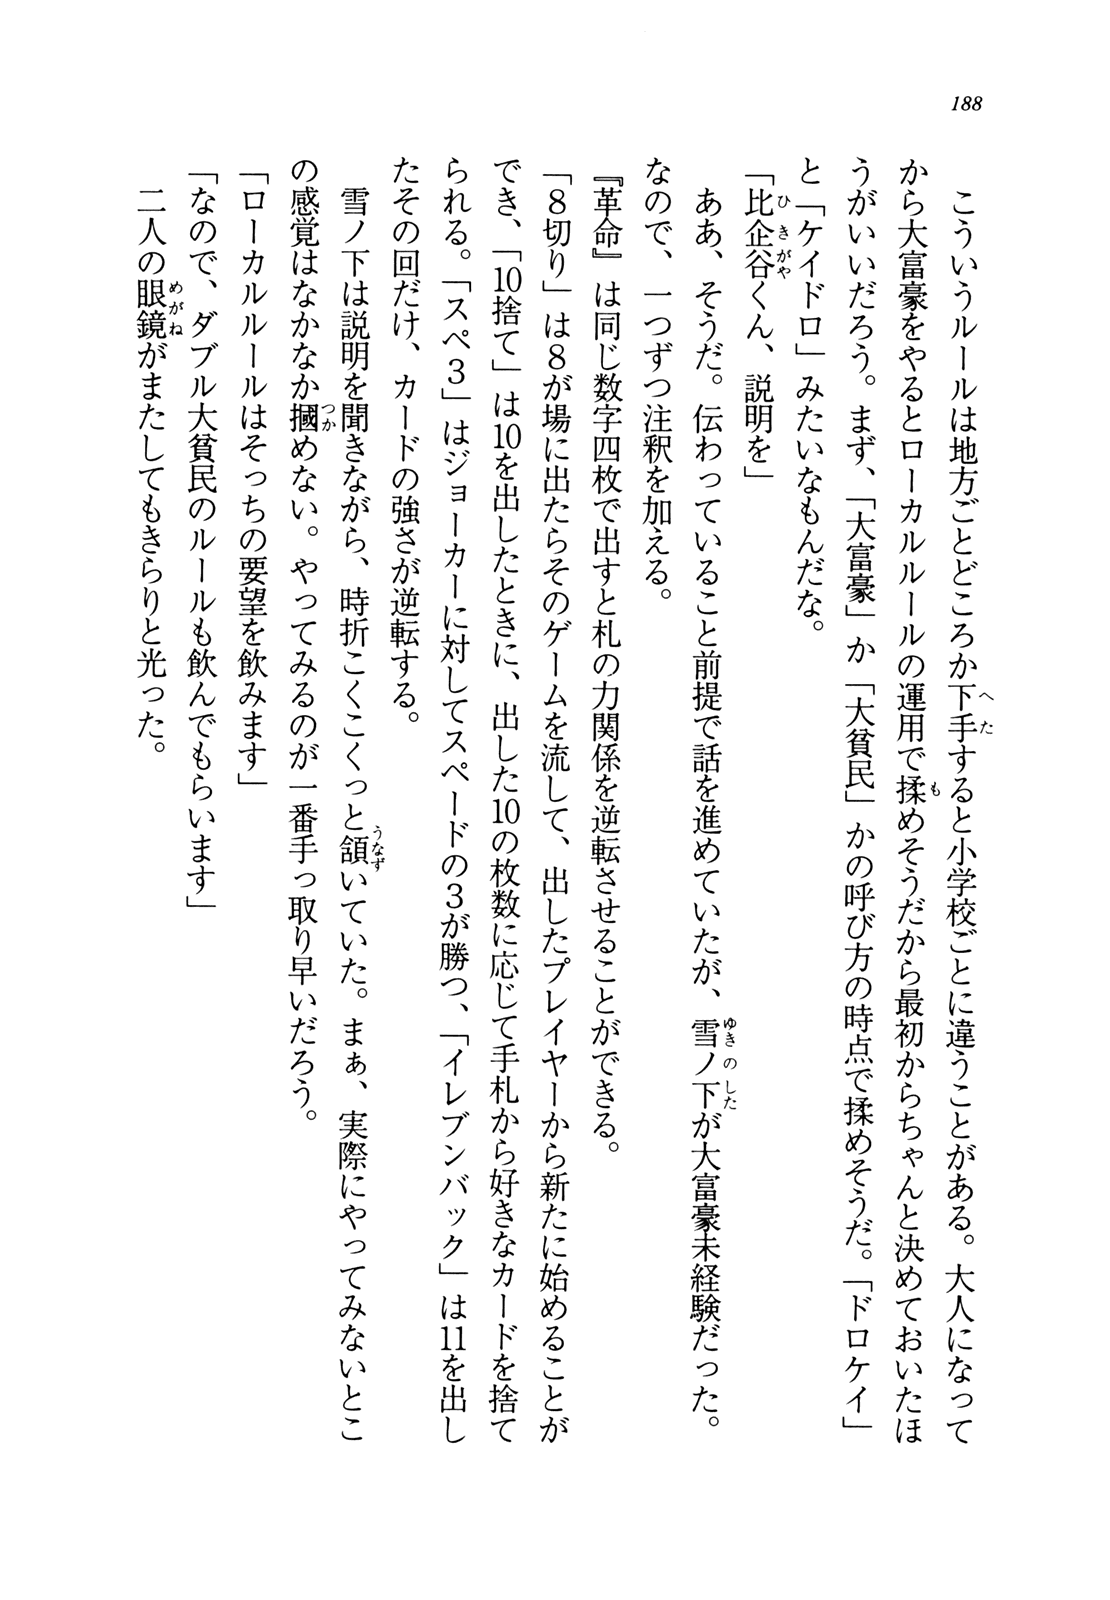 188
こういうルールは地方ごとどころか下手すると小学校ごとに違うことがある。大人になって
から大富豪をやるとローカルルールの運用で揉めそうだから最初からちゃんと決めておいたほ
うがいいだろう。まず、「大富豪」か「大貧民」かの呼び方の時点で揉めそうだ。「ドロケイ」
と「ケイドロ」みたいなもんだな。
「比企谷くん、説明を」
ああ、そうだ。伝わっていること前提で話を進めていたが、雪ノ下が大富豪未経験だった。
なので、一つずつ注釈を加える。
『革命』は同じ数字四枚で出すと札の力関係を逆転させることができる。
「8切り」は8が場に出たらそのゲームを流して、出したプレイヤーから新たに始めることが
でき、「10捨て」は10を出したときに、出した10の枚数に応じて手札から好きなカードを捨て
られる。「スペ3」はジョーカーに対してスペードの3が勝つ、「イレブンバック」は11を出し
たその回だけ、カードの強さが逆転する。
雪ノ下は説明を聞きながら、時折こくこくっと頷いていた。まぁ、実際にやってみないとこ
の感覚はなかなか摑めない。やってみるのが一番手っ取り早いだろう。
「ローカルルールはそっちの要望を飲みます」
「なので、ダブル大貧民のルールも飲んでもらいます」
二人の眼鏡がまたしてもきらりと光った。